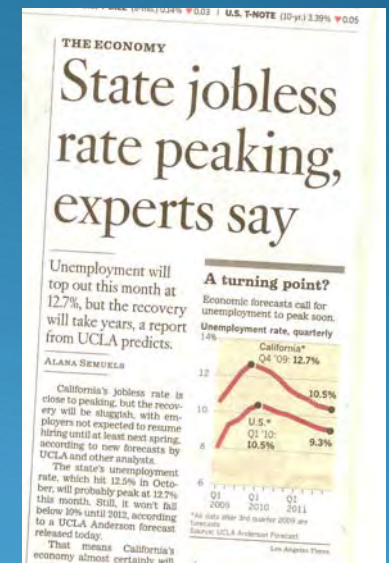 0.14% ▼0.03 | U.S. T-NOTE (10-yr.) 3.39% ▼0.05
THE ECONOMY
State jobless
rate peaking,
experts say
Unemployment will
top out this month at
12.7%, but the recovery
will take years, a report
from UCLA predicts.
ALANA SEMUELS
California's jobless rate is
close to peaking, but the recov-
ery will be sluggish, with em-
ployers not expected to resume
hiring until at least next spring,
according to new forecasts by
UCLA and other analysts.
The state's unemployment
rate, which hit 12.5% in Octo-
ber, will probably peak at 12.7%
this month. Still, it won't fall
below 10% until 2012, according
to a UCLA Anderson forecast
released today.
That means California's
economy almost certainly will
A turning point?
Economic forecasts call for
unemployment to peak soon.
Unemployment rate, quarterly
14%
California*
Q4 '09: 12.7%
12
10.5%
10
U.S.*
Q1 '10:
10.5%
9.3%
8
6
Q1 Q1 Q1
2009 2010 2011
*All data after 3rd quarter 2009 are
forecasts
Source: UCLA Anderson Forecast
Los Angeles Times